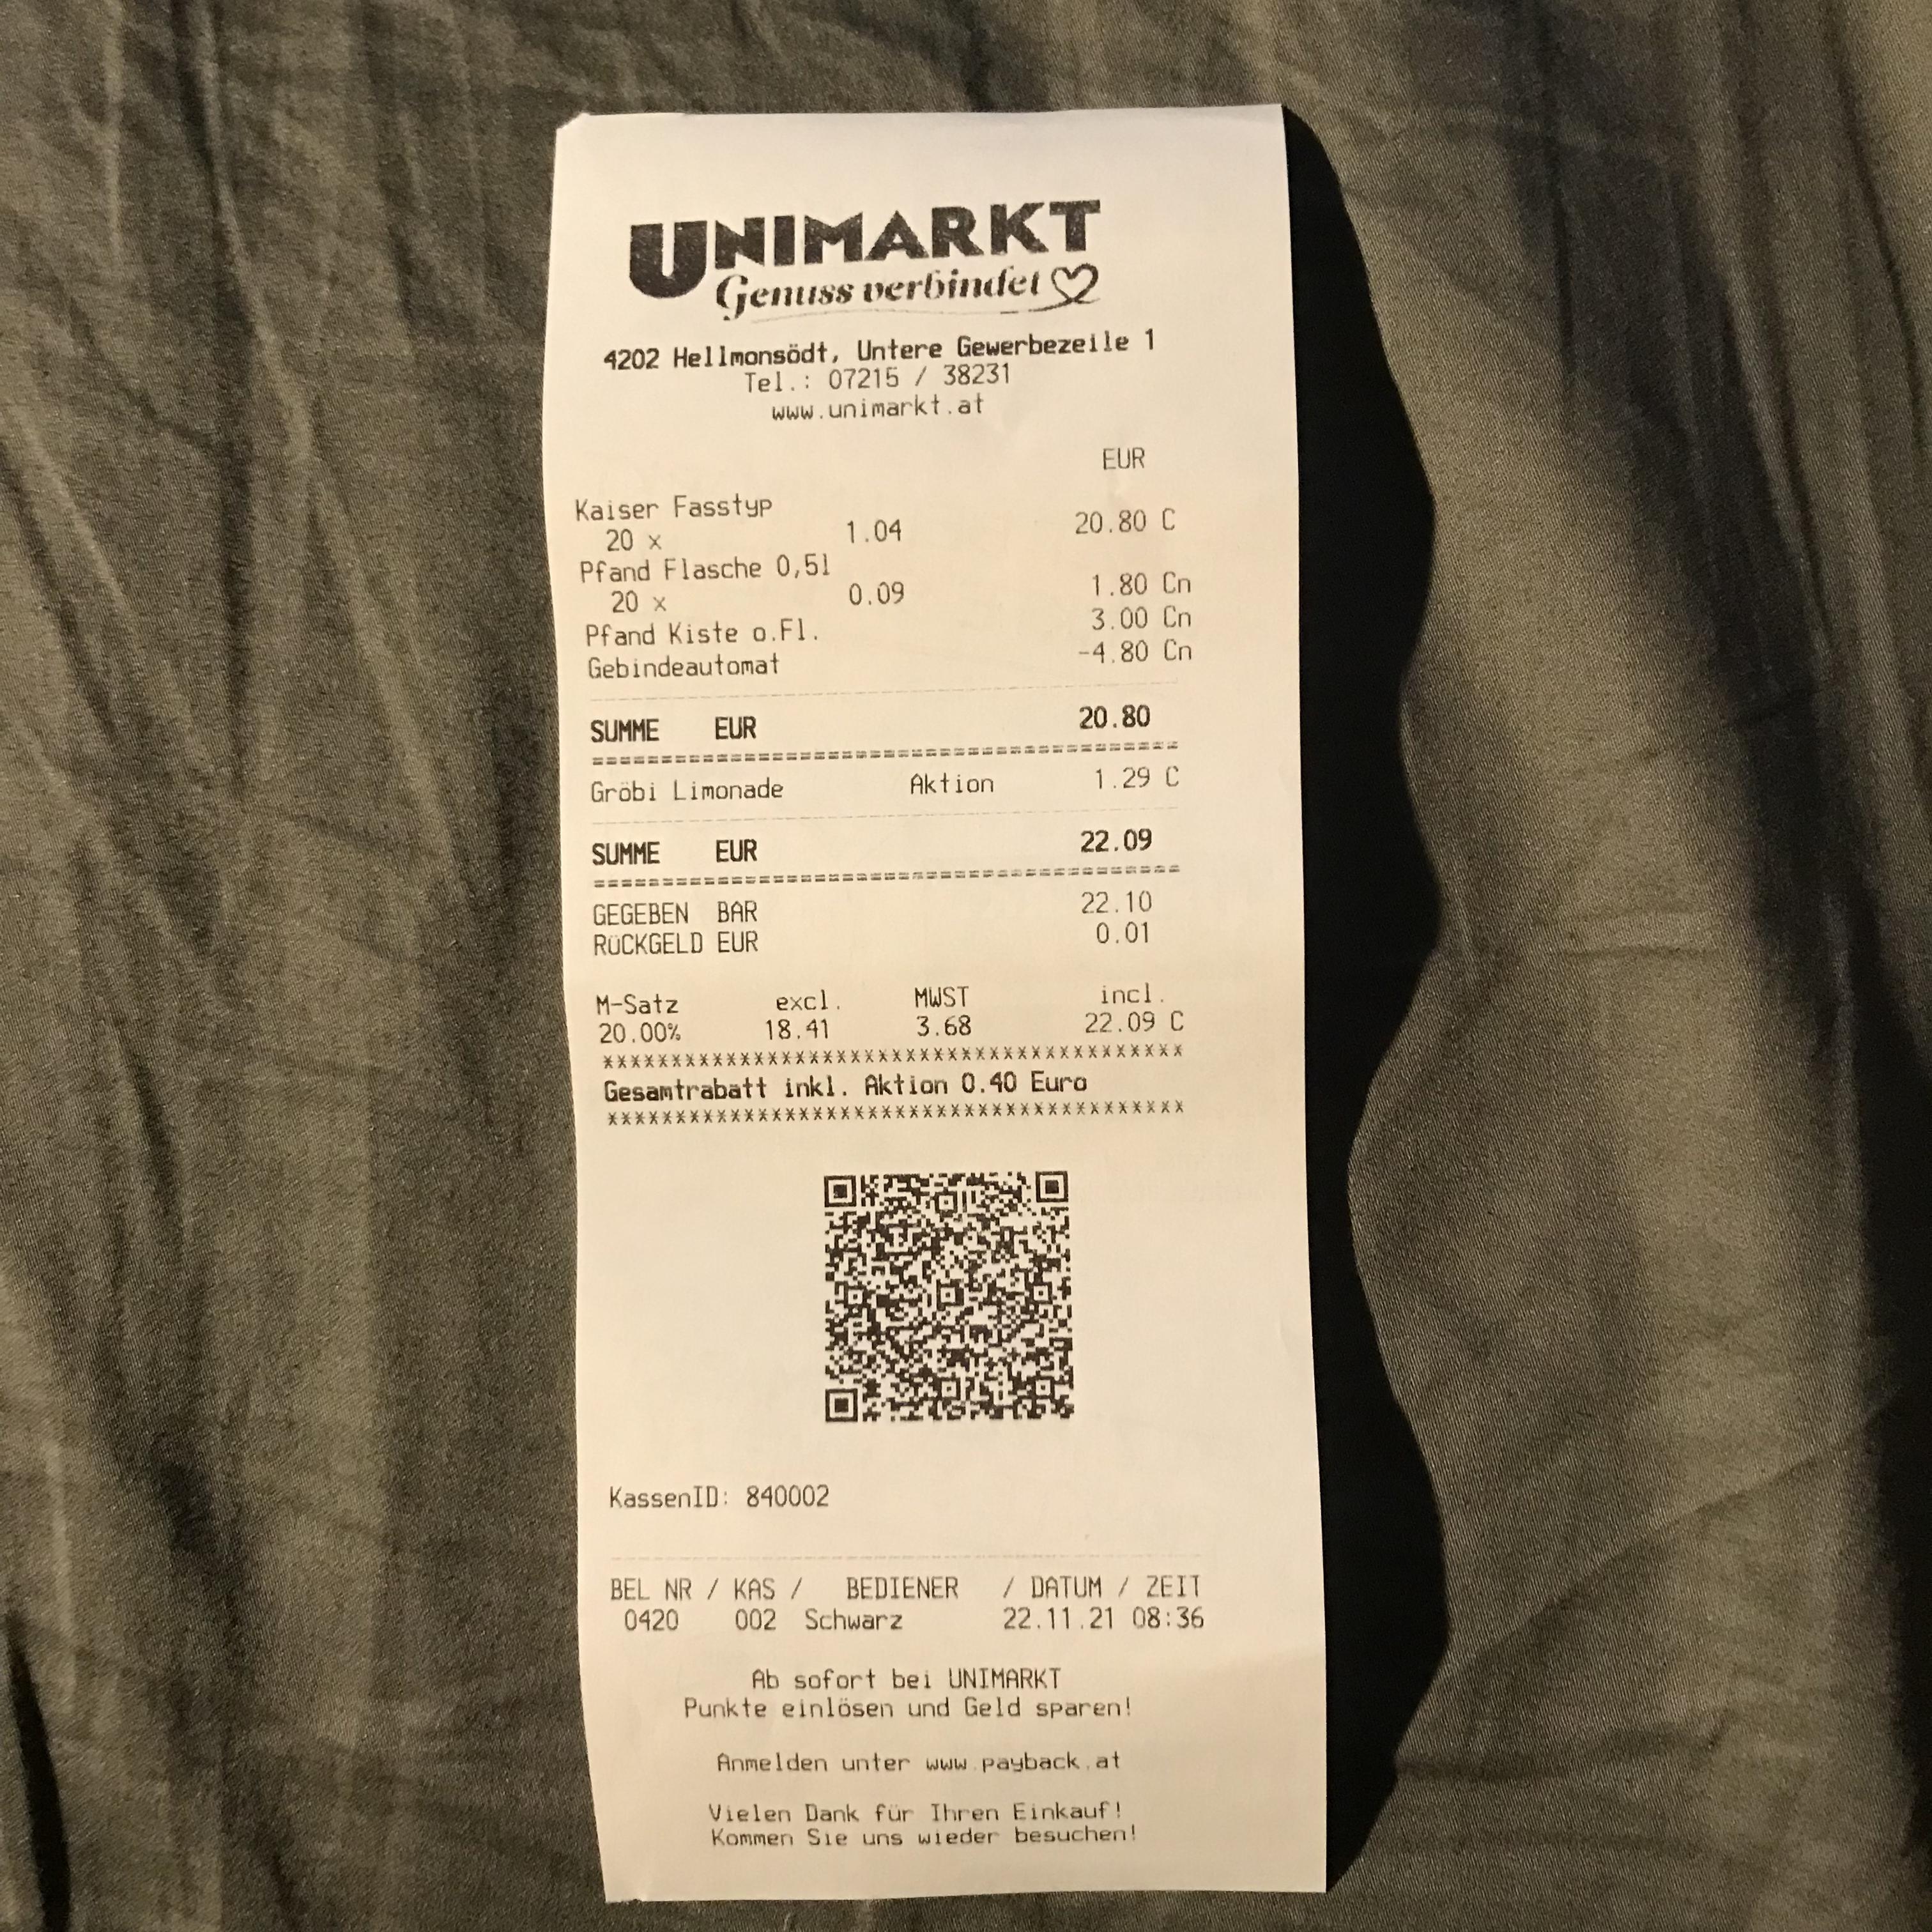 UNIMARKT
Genuss verbindet
4202 Hellmonsödt, Untere Gewerbezeile 1
Tel.: 07215 / 38231
www.unimarkt.at
EUR
Kaiser Fasstyp
20 x 1.04 20.80 C
Pfand Flasche 0,5l
20 x 0.09 1.80 Cn
Pfand Kiste o.Fl. 3.00 Cn
Gebindeautomat -4.80 Cn
SUMME EUR 20.80
Gröbi Limonade Aktion 1.29 C
SUMME EUR 22.09
GEGEBEN BAR 22.10
RÜCKGELD EUR 0.01
M-Satz excl. MWST incl.
20.00% 18.41 3.68 22.09 C
******************************************
Gesamtrabatt inkl. Aktion 0.40 Euro
******************************************
KassenID: 840002
BEL NR / KAS / BEDIENER / DATUM / ZEIT
0420 002 Schwarz 22.11.21 08:36
Ab sofort bei UNIMARKT
Punkte einlösen und Geld sparen!
Anmelden unter www.payback.at
Vielen Dank für Ihren Einkauf!
Kommen Sie uns wieder besuchen!